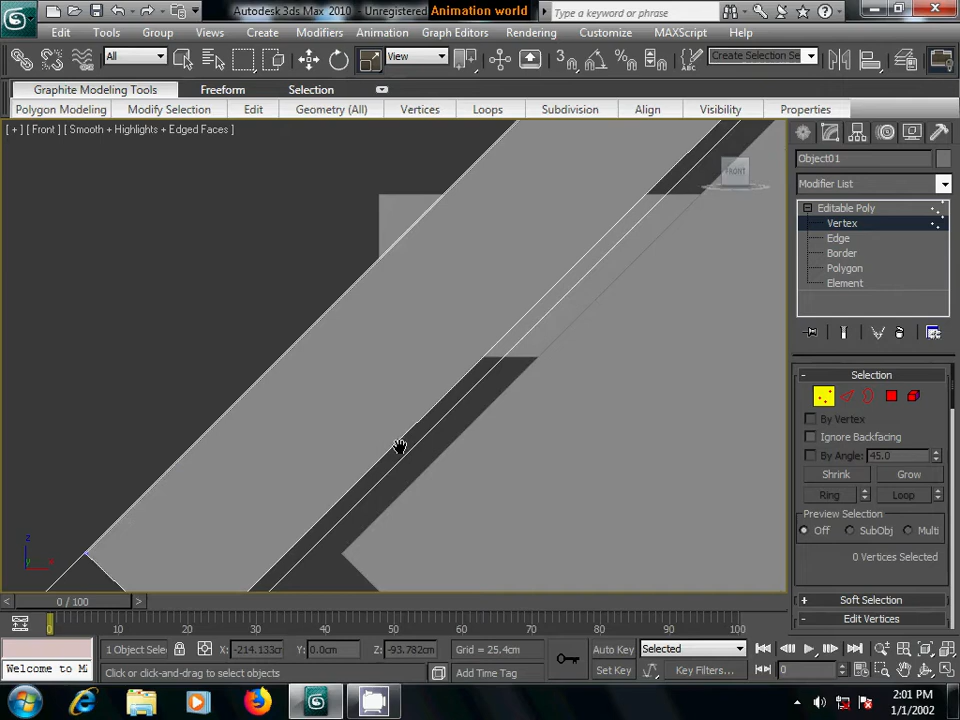 Autodesk 3ds Max 2010 - Unregistered
Animation world
Type a keyword or phrase
Edit Tools Group Views Create Modifiers Animation Graph Editors Rendering Customize MAXScript Help
All
View
Create Selection Se
Graphite Modeling Tools Freeform Selection
Polygon Modeling Modify Selection Edit Geometry (All) Vertices Loops Subdivision Align Visibility Properties
[ + ] [ Front ] [ Smooth + Highlights + Edged Faces ]
FRONT
Object01
Modifier List
Editable Poly
Vertex
Edge
Border
Polygon
Element
Selection
By Vertex
Ignore Backfacing
By Angle: 45.0
Shrink Grow
Ring Loop
Preview Selection
Off SubObj Multi
0 Vertices Selected
Soft Selection
Edit Vertices
z
x
y
0 / 100
0 10 20 30 40 50 60 70 80 90 100
1 Object Sele X: -214.133cm Y: 0.0cm Z: -93.782cm Grid = 25.4cm Auto Key Selected
Welcome to M Click or click-and-drag to select objects Add Time Tag Set Key Key Filters... 0
2:01 PM
1/1/2002